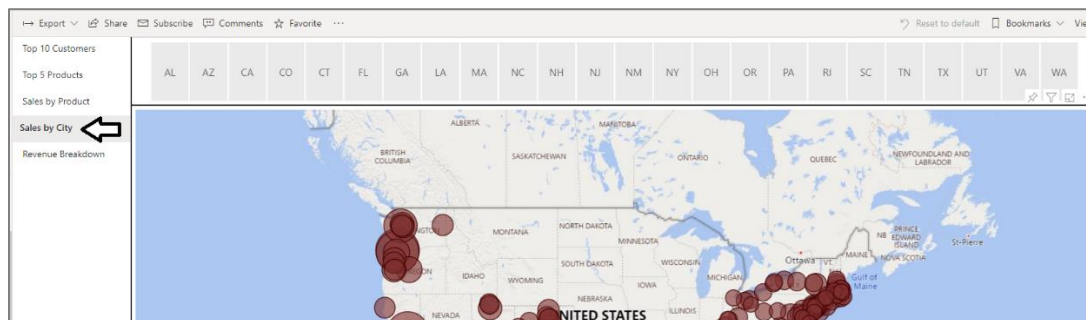 Export Share Subscribe Comments Favorite ··· Reset to default Bookmarks
Top 10 Customers
Top 5 Products
Sales by Product
Sales by City
Revenue Breakdown
AL AZ CA CO CT FL GA LA MA NC NH NJ NM NY OH OR PA RI SC TN TX UT VA WA
ALBERTA
MANITOBA
BRITISH
COLUMBIA
SASKATCHEWAN
ONTARIO
QUEBEC
NEWFOUNDLAND AND
LABRADOR
MONTANA
NORTH DAKOTA
MINNESOTA
NB
PRINCE
EDWARD
ISLAND
St-Pierre
Ottawa
VT.
MAINE
NOVA SCOTIA
IDAHO
WYOMING
SOUTH DAKOTA
WISCONSIN
MICHIGAN
Gulf of
Maine
IOWA
NEBRASKA
NEVADA
UNITED STATES
ILLINOIS